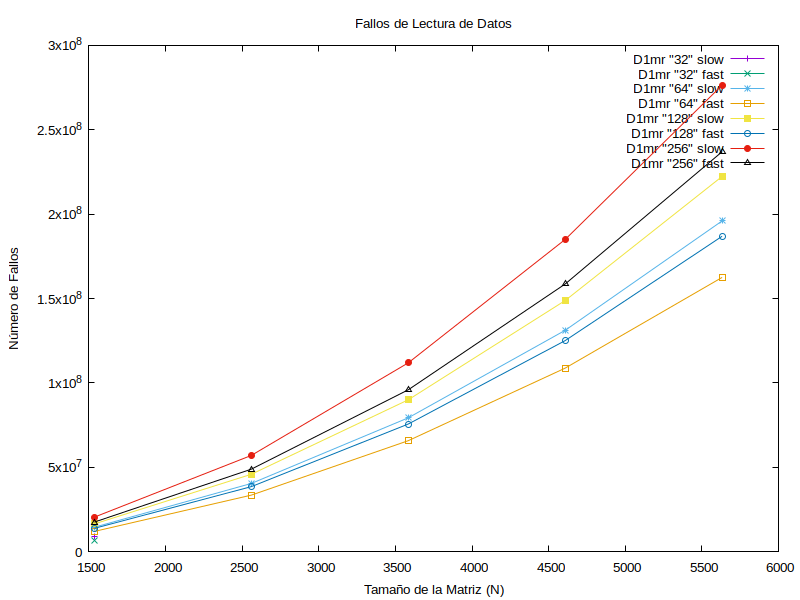 Fallos de Lectura de Datos
3x10^8
2.5x10^8
2x10^8
1.5x10^8
1x10^8
5x10^7
0
Número de Fallos
D1mr "32" slow
D1mr "32" fast
D1mr "64" slow
D1mr "64" fast
D1mr "128" slow
D1mr "128" fast
D1mr "256" slow
D1mr "256" fast
1500 2000 2500 3000 3500 4000 4500 5000 5500 6000
Tamaño de la Matriz (N)